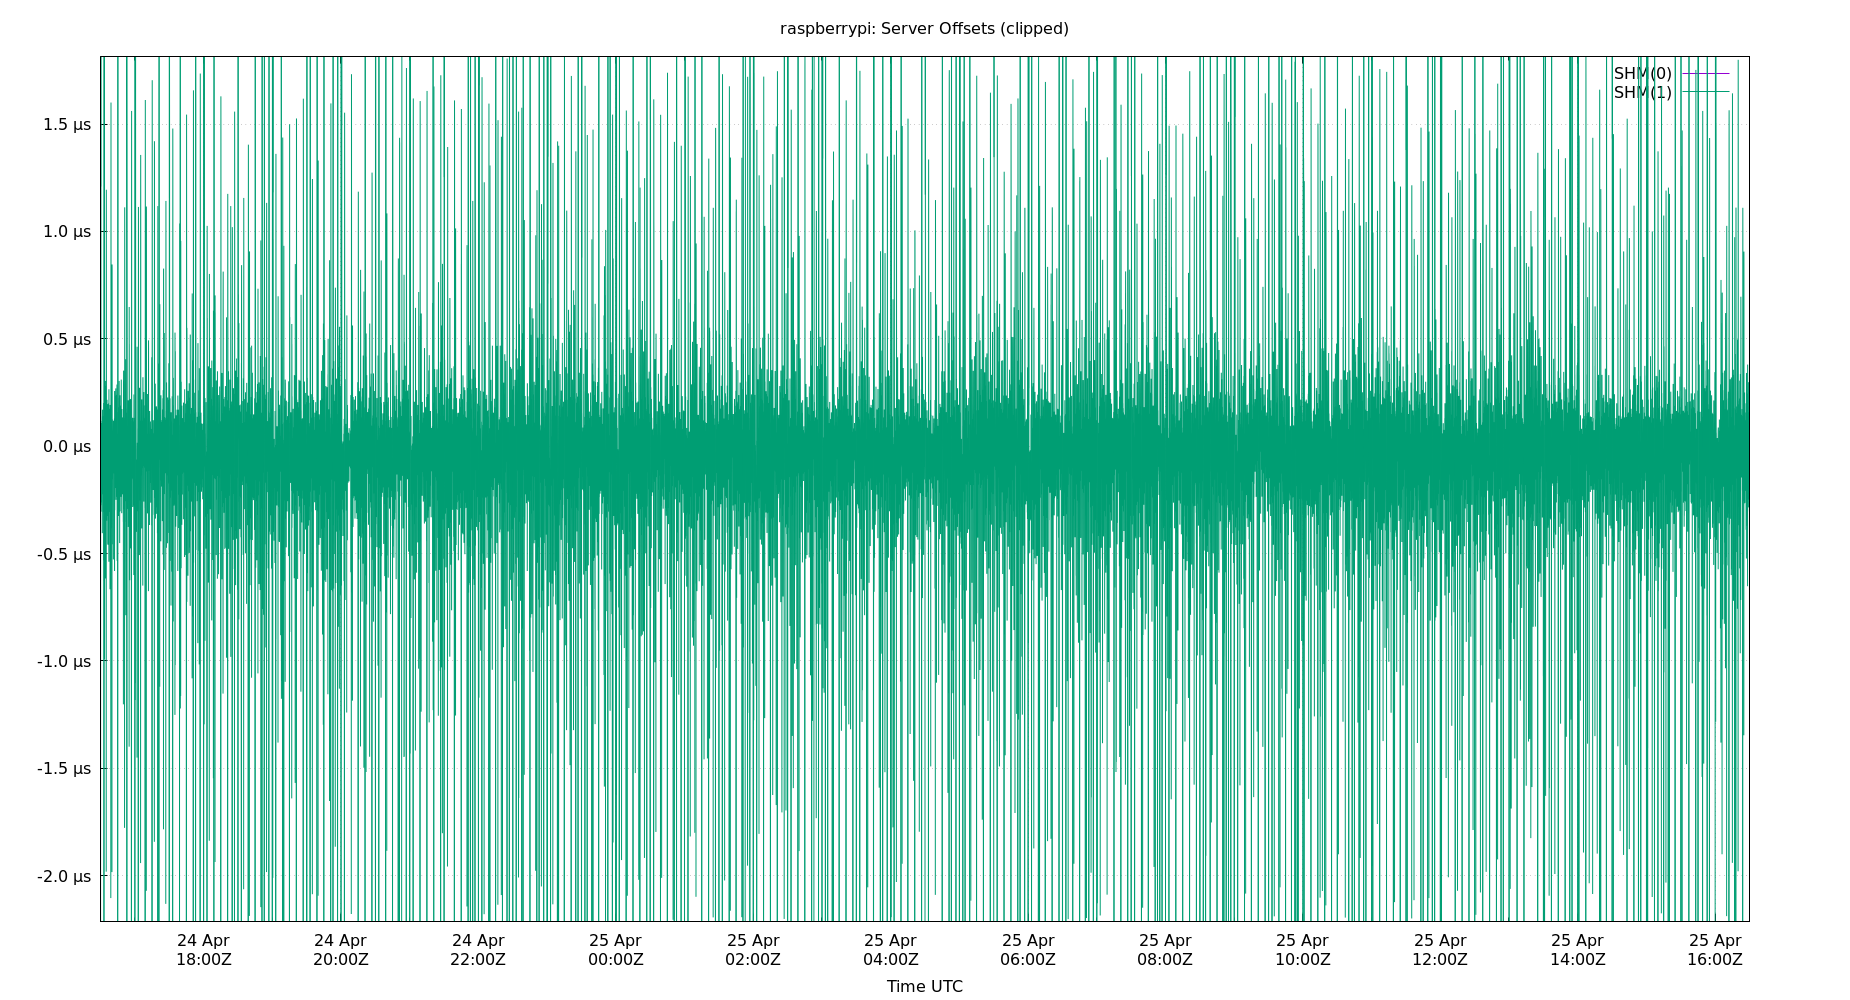 raspberrypi: Server Offsets (clipped)
SHM(0)
SHM(1)
1.5 µs
1.0 µs
0.5 µs
0.0 µs
-0.5 µs
-1.0 µs
-1.5 µs
-2.0 µs
24 Apr 24 Apr 24 Apr 25 Apr 25 Apr 25 Apr 25 Apr 25 Apr 25 Apr 25 Apr 25 Apr 25 Apr
18:00Z 20:00Z 22:00Z 00:00Z 02:00Z 04:00Z 06:00Z 08:00Z 10:00Z 12:00Z 14:00Z 16:00Z
Time UTC